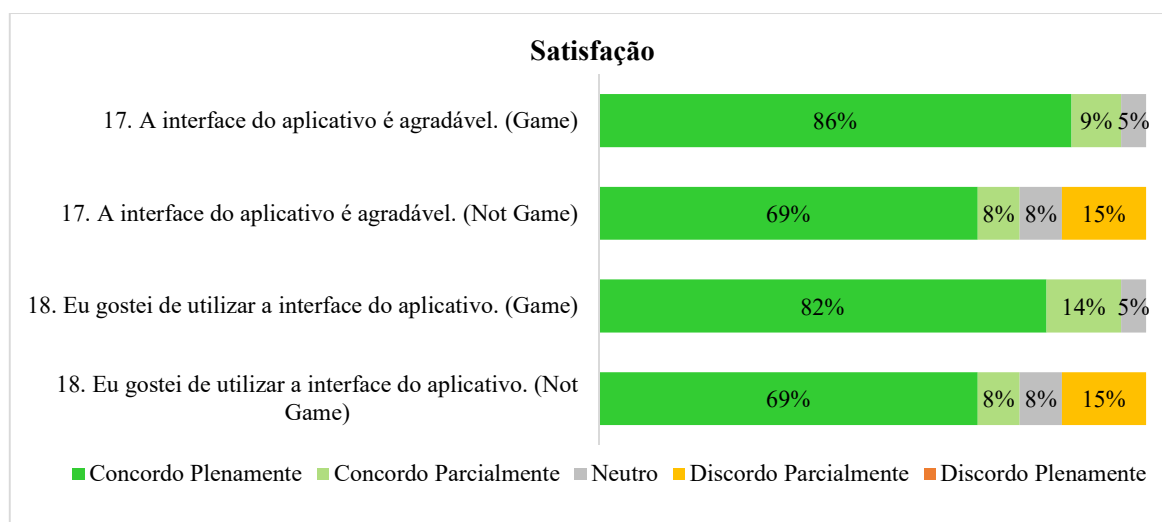 Satisfação
17. A interface do aplicativo é agradável. (Game)
86% 9% 5%
17. A interface do aplicativo é agradável. (Not Game)
69% 8% 8% 15%
18. Eu gostei de utilizar a interface do aplicativo. (Game)
82% 14% 5%
18. Eu gostei de utilizar a interface do aplicativo. (Not
Game)
69% 8% 8% 15%
Concordo Plenamente Concordo Parcialmente Neutro Discordo Parcialmente Discordo Plenamente